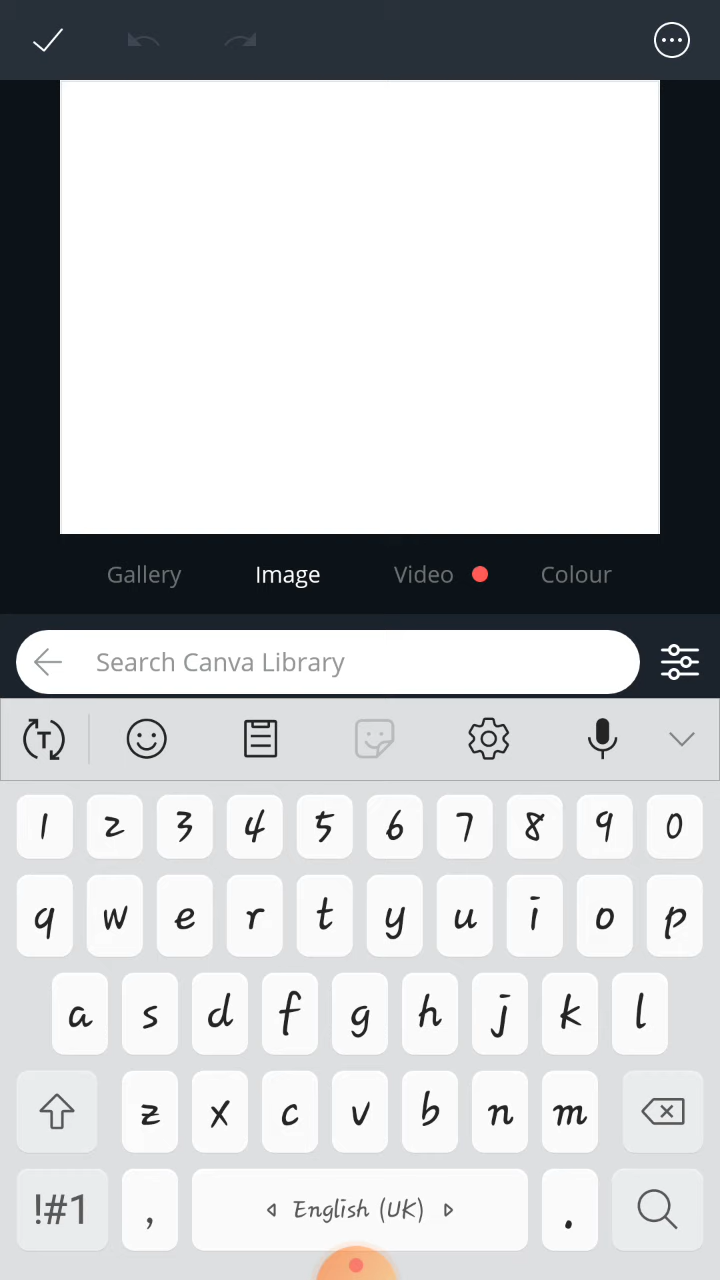 Gallery Image Video Colour
Search Canva Library
T
1 2 3 4 5 6 7 8 9 0
q w e r t y u i o p
a s d f g h j k l
z x c v b n m
!#1 , English (UK) .